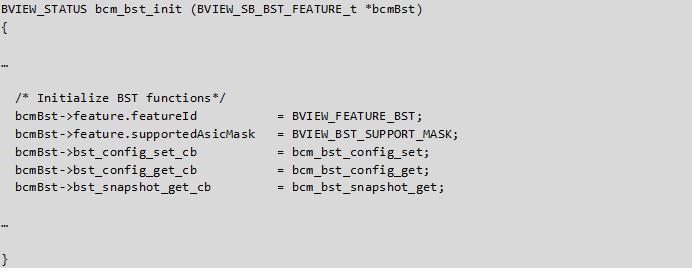 BVIEW_STATUS bcm_bst_init (BVIEW_SB_BST_FEATURE_t *bcmBst)
{
…
/* Initialize BST functions*/
bcmBst->feature.featureId = BVIEW_FEATURE_BST;
bcmBst->feature.supportedAsicMask = BVIEW_BST_SUPPORT_MASK;
bcmBst->bst_config_set_cb = bcm_bst_config_set;
bcmBst->bst_config_get_cb = bcm_bst_config_get;
bcmBst->bst_snapshot_get_cb = bcm_bst_snapshot_get;
…
}